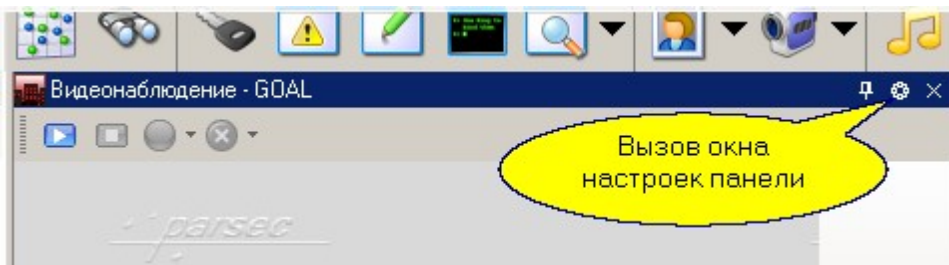 Видеонаблюдение - GOAL
Вызов окна
настроек панели
parsec